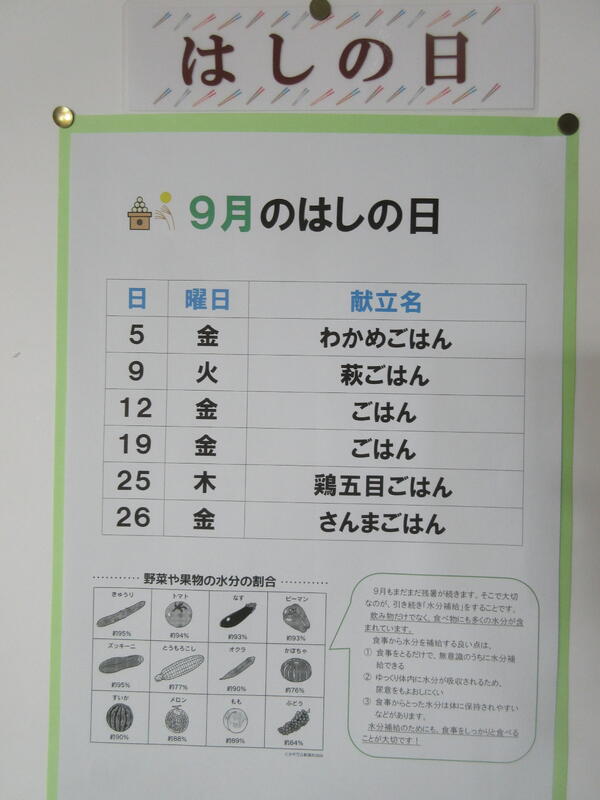 はしの日
9月のはしの日
日 曜日 献立名
5 金 わかめごはん
9 火 萩ごはん
12 金 ごはん
19 金 ごはん
25 木 鶏五目ごはん
26 金 さんまごはん
野菜や果物の水分の割合
きゅうり トマト なす ピーマン
約95% 約94% 約93% 約93%
ズッキーニ とうもろこし オクラ かぼちゃ
約95% 約77% 約90% 約76%
すいか メロン もも ぶどう
約90% 約88% 約89% 約84%
9月もまだまだ残暑が続きます。そこで大切
なのが、引き続き「水分補給」をすることです。
飲み物だけでなく、食べ物にも多くの水分が含
まれています。
食事から水分を補給する良い点は、
① 食事をとるだけで、無意識のうちに水分補
給できる
② ゆっくり体内に水分が吸収されるため、
尿意をもよおしにくい
③ 食事からとった水分は体に保持されやすい
などがあります。
水分補給のためにも、食事をしっかりと食べる
ことが大切です！